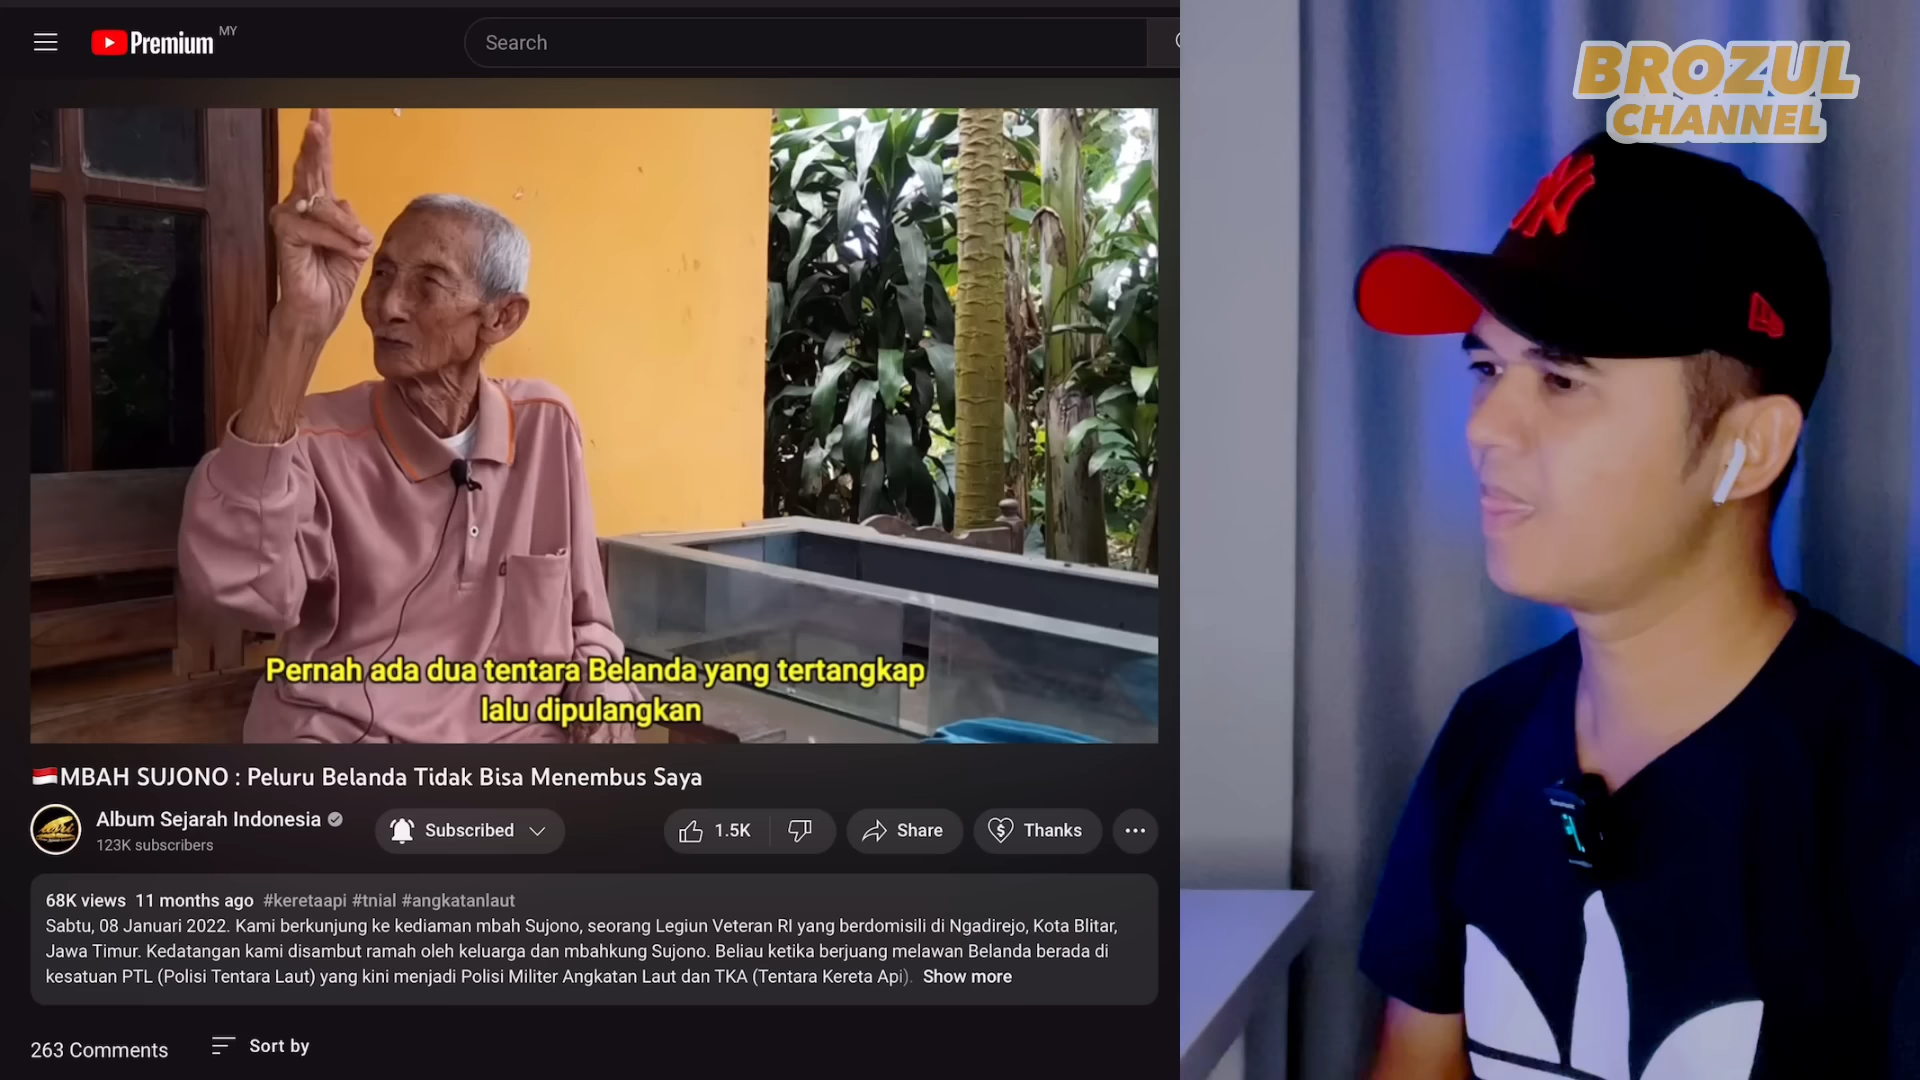 Premium MY
Search
BROZUL
CHANNEL
NY
Pernah ada dua tentara Belanda yang tertangkap
lalu dipulangkan
🇮🇩MBAH SUJONO : Peluru Belanda Tidak Bisa Menembus Saya
Album Sejarah Indonesia
123K subscribers
Subscribed
1.5K
Share
Thanks
68K views 11 months ago #keretaapi #tnial #angkatanlaut
Sabtu, 08 Januari 2022. Kami berkunjung ke kediaman mbah Sujono, seorang Legiun Veteran RI yang berdomisili di Ngadirejo, Kota Blitar,
Jawa Timur. Kedatangan kami disambut ramah oleh keluarga dan mbahkung Sujono. Beliau ketika berjuang melawan Belanda berada di
kesatuan PTL (Polisi Tentara Laut) yang kini menjadi Polisi Militer Angkatan Laut dan TKA (Tentara Kereta Api). Show more
263 Comments
Sort by